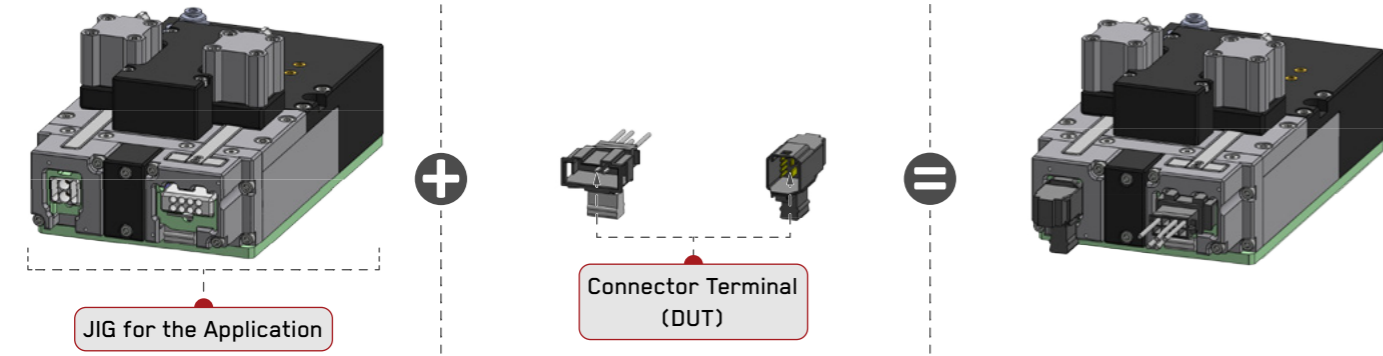 JIG for the Application
Connector Terminal
(DUT)